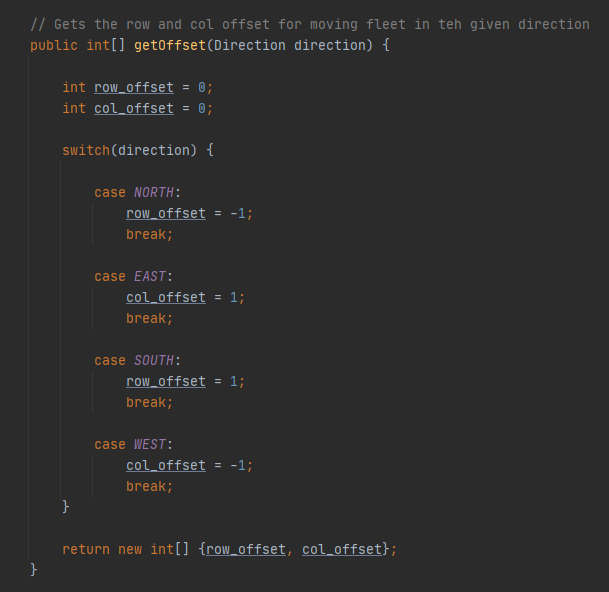 // Gets the row and col offset for moving fleet in teh given direction
public int[] getOffset(Direction direction) {
int row_offset = 0;
int col_offset = 0;
switch(direction) {
case NORTH:
row_offset = -1;
break;
case EAST:
col_offset = 1;
break;
case SOUTH:
row_offset = 1;
break;
case WEST:
col_offset = -1;
break;
}
return new int[] {row_offset, col_offset};
}